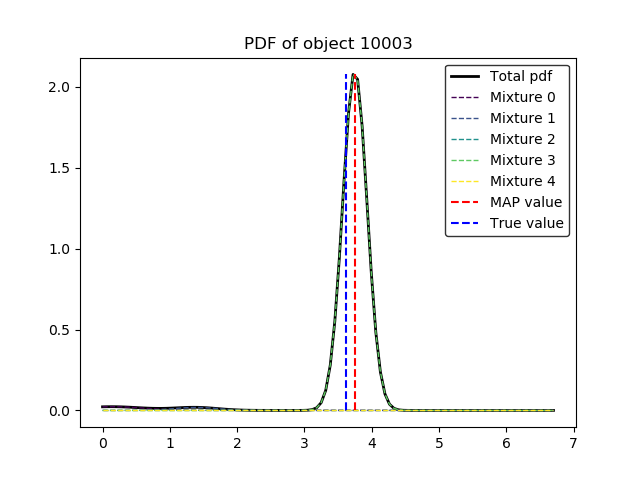 PDF of object 10003
Total pdf
Mixture 0
Mixture 1
Mixture 2
Mixture 3
Mixture 4
MAP value
True value
2.0
1.5
1.0
0.5
0.0
0 1 2 3 4 5 6 7